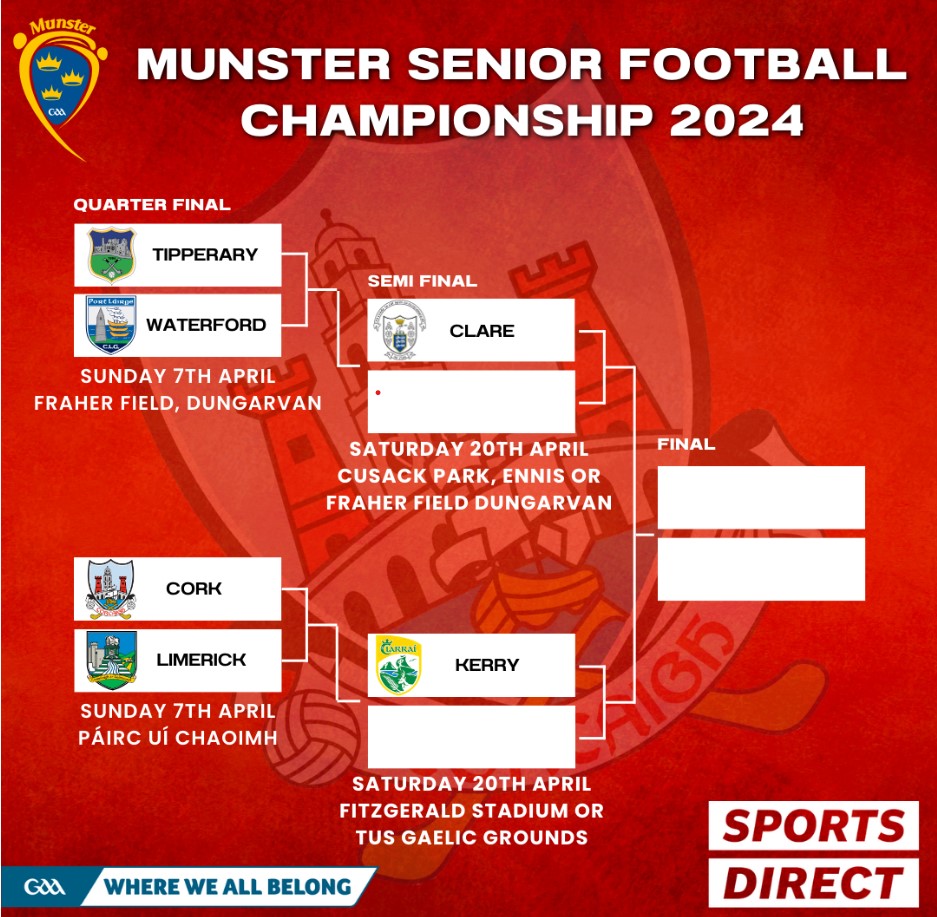 Munster
GAA
MUNSTER SENIOR FOOTBALL
CHAMPIONSHIP 2024
QUARTER FINAL
TIPPERARY
Port Láirge
WATERFORD
C.L.G.
SUNDAY 7TH APRIL
FRAHER FIELD, DUNGARVAN
SEMI FINAL
CLARE
SATURDAY 20TH APRIL
CUSACK PARK, ENNIS OR
FRAHER FIELD DUNGARVAN
FINAL
CORK
LIMERICK
SUNDAY 7TH APRIL
PÁIRC UÍ CHAOIMH
CIARRAÍ
KERRY
SATURDAY 20TH APRIL
FITZGERALD STADIUM OR
TUS GAELIC GROUNDS
GAA
WHERE WE ALL BELONG
SPORTS
DIRECT